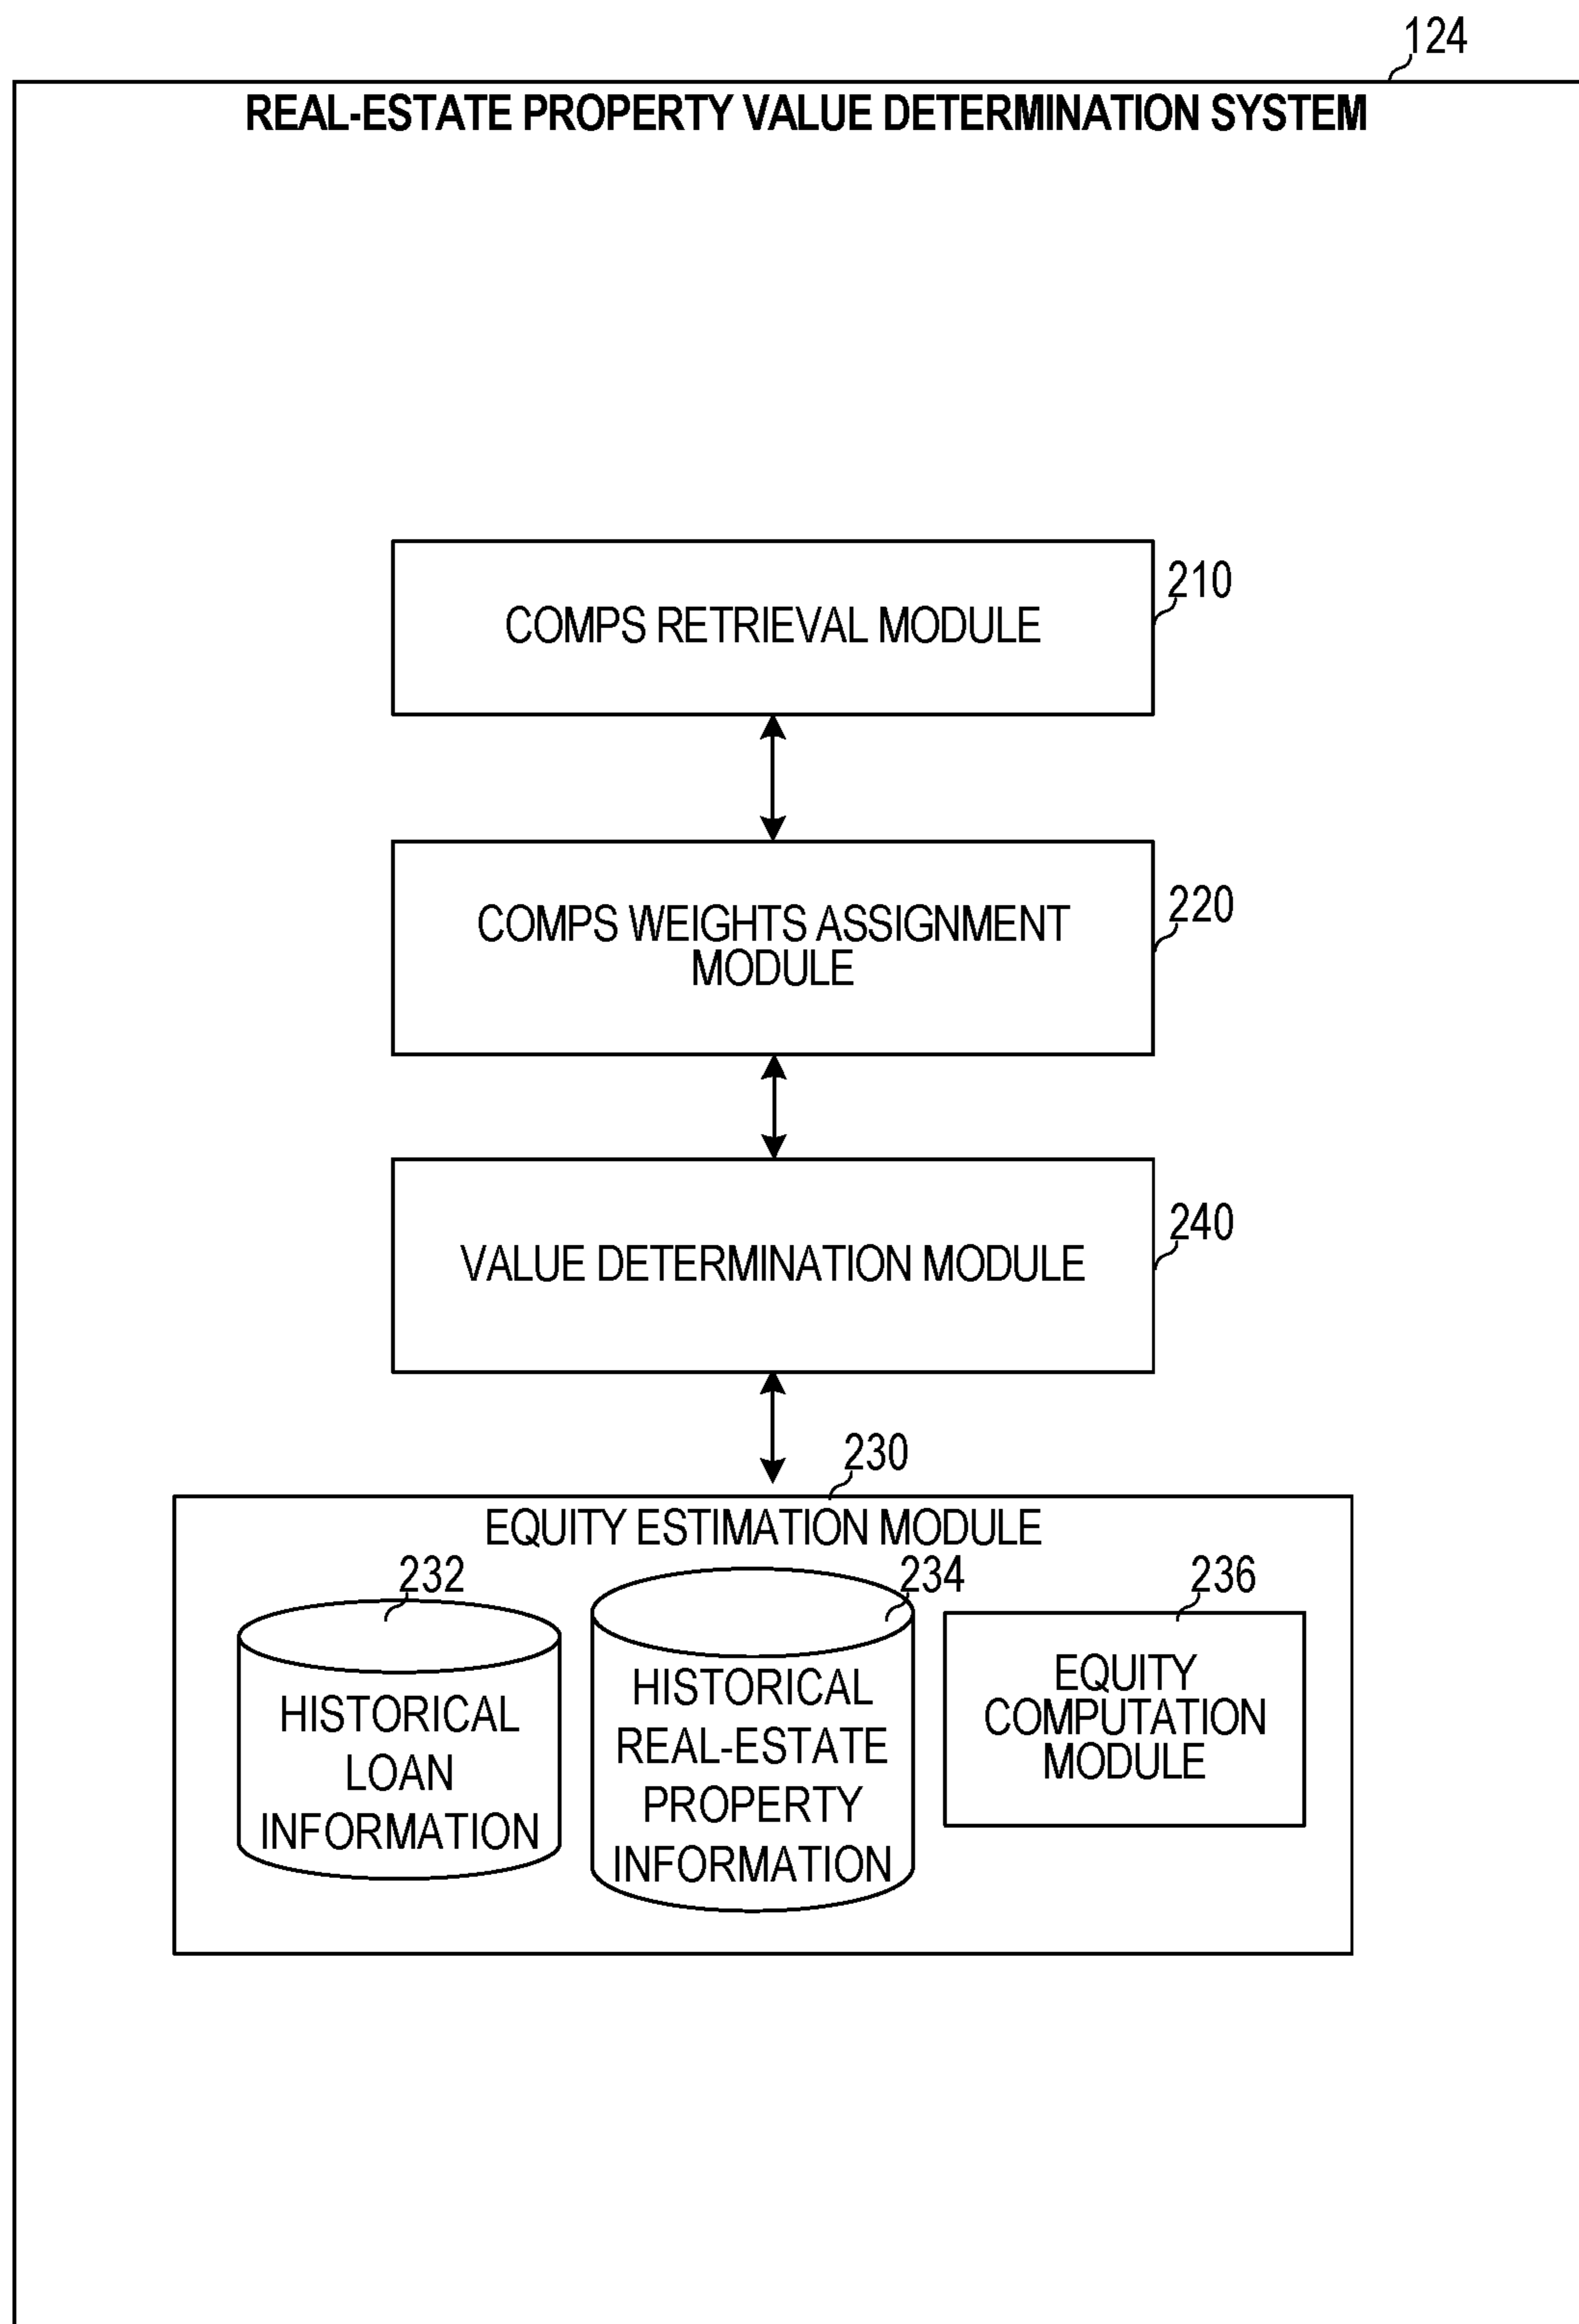 124
REAL-ESTATE PROPERTY VALUE DETERMINATION SYSTEM
210
COMPS RETRIEVAL MODULE
220
COMPS WEIGHTS ASSIGNMENT
MODULE
240
VALUE DETERMINATION MODULE
230
EQUITY ESTIMATION MODULE
232
HISTORICAL
LOAN
INFORMATION
234
HISTORICAL
REAL-ESTATE
PROPERTY
INFORMATION
236
EQUITY
COMPUTATION
MODULE